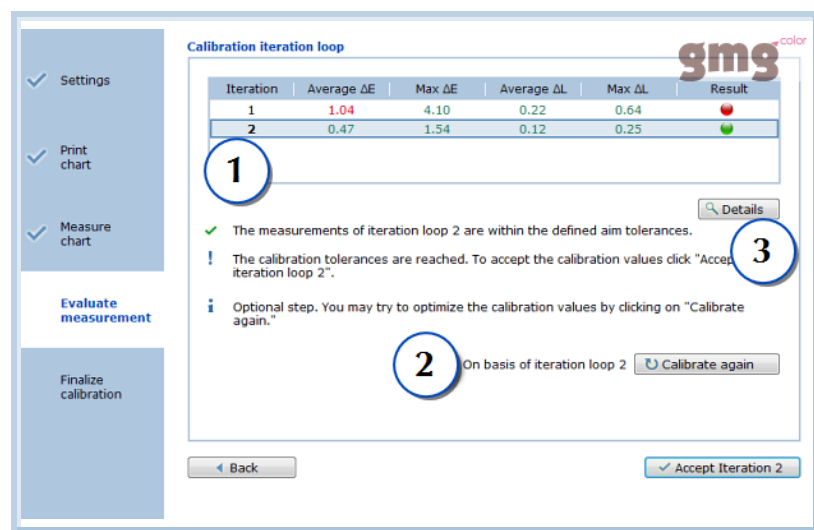 Calibration iteration loop
gmg color
Settings
Print
chart
Measure
chart
Evaluate
measurement
Finalize
calibration
Iteration Average ΔE Max ΔE Average ΔL Max ΔL Result
1 1.04 4.10 0.22 0.64
2 0.47 1.54 0.12 0.25
1
Details
The measurements of iteration loop 2 are within the defined aim tolerances.
3
The calibration tolerances are reached. To accept the calibration values click "Accep
iteration loop 2".
Optional step. You may try to optimize the calibration values by clicking on "Calibrate
again."
2
On basis of iteration loop 2 Calibrate again
Back
Accept Iteration 2